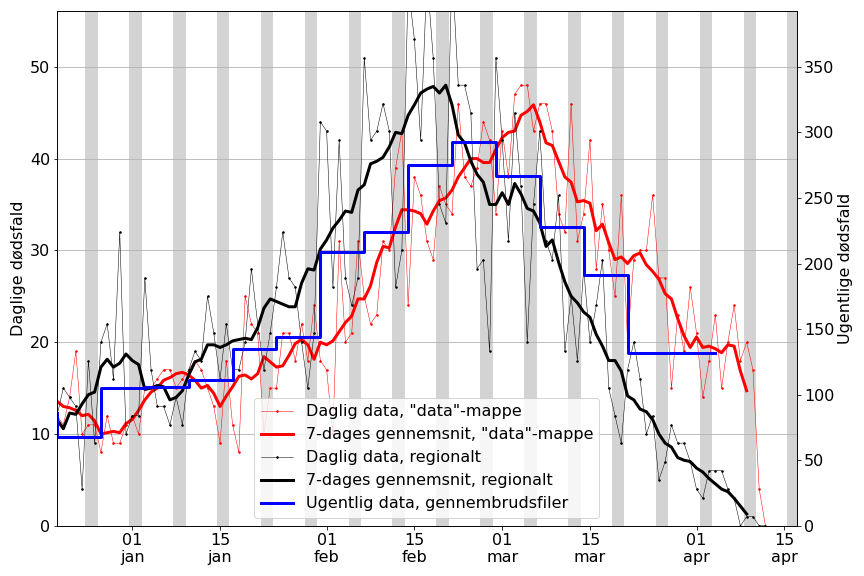 50
40
30
20
10
0
Daglige dødsfald
350
300
250
200
150
100
50
0
Ugentlige dødsfald
Daglig data, "data"-mappe
7-dages gennemsnit, "data"-mappe
Daglig data, regionalt
7-dages gennemsnit, regionalt
Ugentlig data, gennembrudsfiler
01 15 01 15 01 15 01 15
jan jan feb feb mar mar apr apr